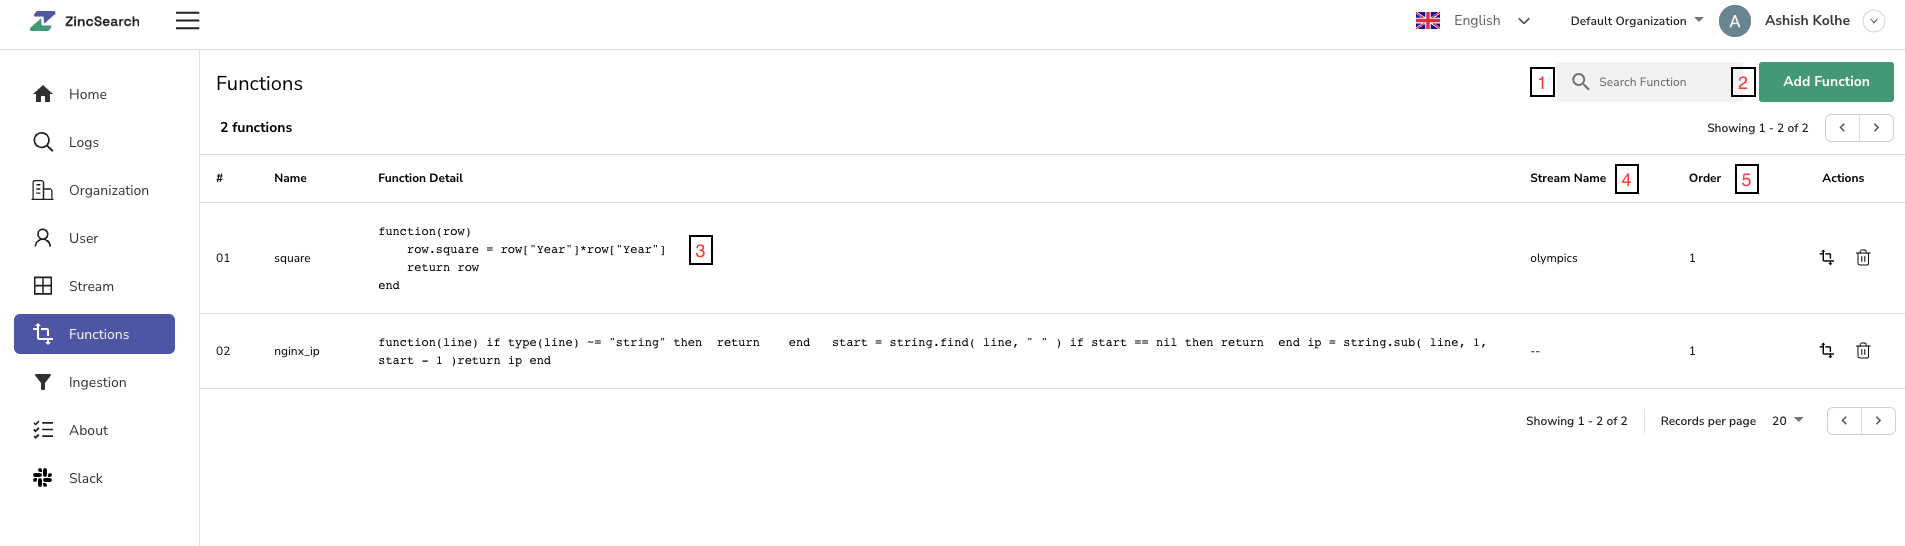 ZincSearch
English
Default Organization
A
Ashish Kolhe
Home
Logs
Organization
User
Stream
Functions
Ingestion
About
Slack
Functions
1
Search Function
2
Add Function
2 functions
Showing 1 - 2 of 2
# Name Function Detail Stream Name 4 Order 5 Actions
01 square
function(row)
row.square = row["Year"]*row["Year"]
return row
end
3
olympics 1
02 nginx_ip
function(line) if type(line) ~= "string" then return end start = string.find( line, " " ) if start == nil then return end ip = string.sub( line, 1,
start - 1 )return ip end
-- 1
Showing 1 - 2 of 2 Records per page 20